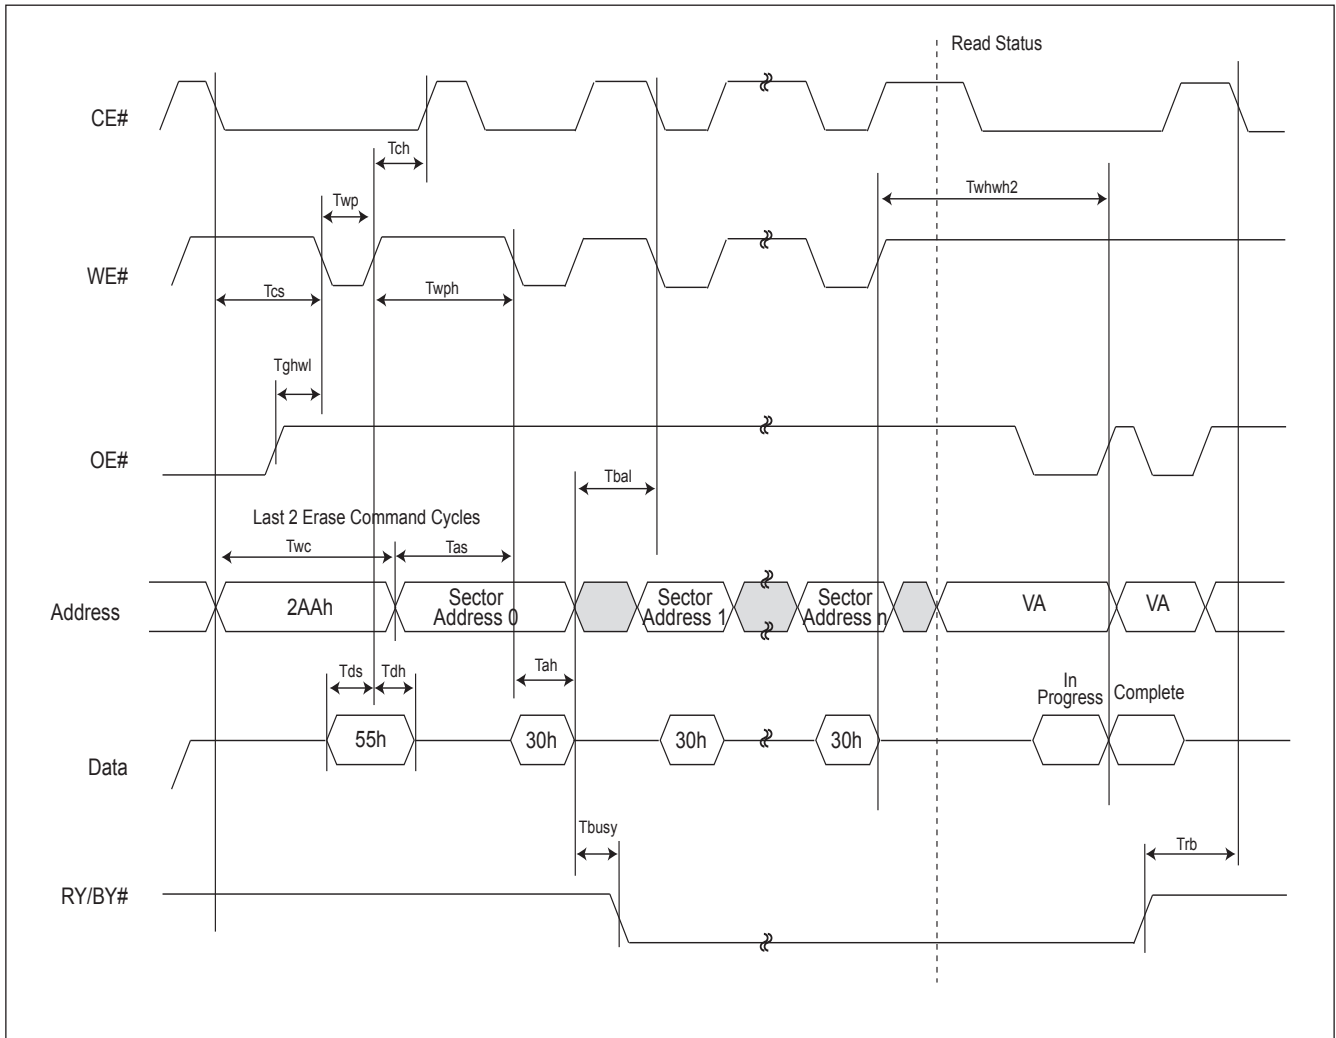 Read Status
CE#
Tch
Twhwh2
Twp
WE#
Tcs
Twph
Tghwl
OE#
Tbal
Last 2 Erase Command Cycles
Twc
Tas
Address
2AAh
Sector
Address 0
Sector
Address 1
Sector
Address n
VA
VA
Tds
Tdh
Tah
In
Progress
Complete
Data
55h
30h
30h
30h
Tbusy
Trb
RY/BY#